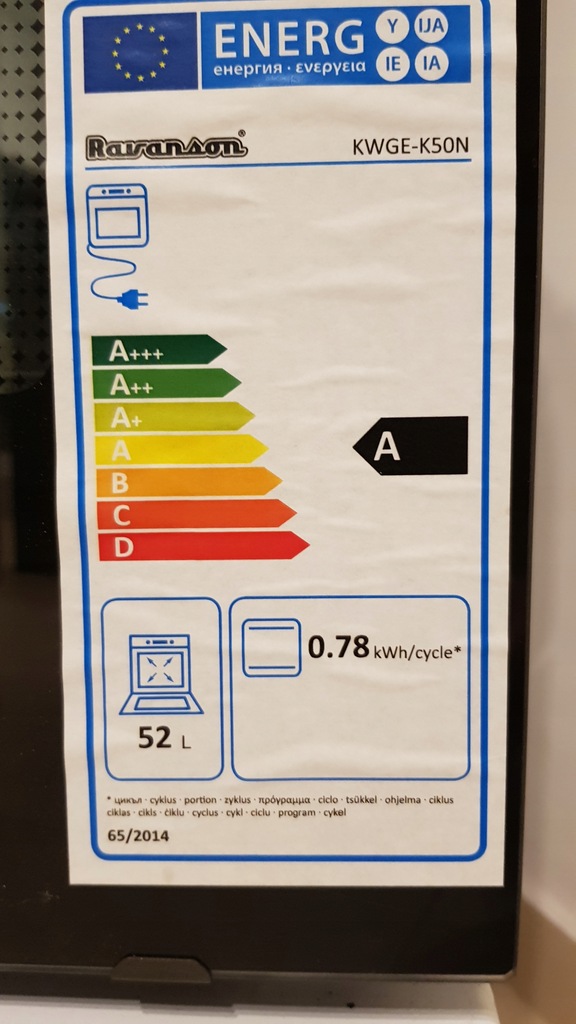 ENERG Y IJA
енергия · ενεργεια IE IA
Ravanson® KWGE-K50N
A+++
A++
A+
A
A
B
C
D
0.78 kWh/cycle*
52 L
* цикъл · cyklus · portion · zyklus · πρόγραμμα · ciclo · tsükkel · ohjelma · ciklus
ciklas · cikls · ċiklu · cyclus · cykl · ciclu · program · cykel
65/2014